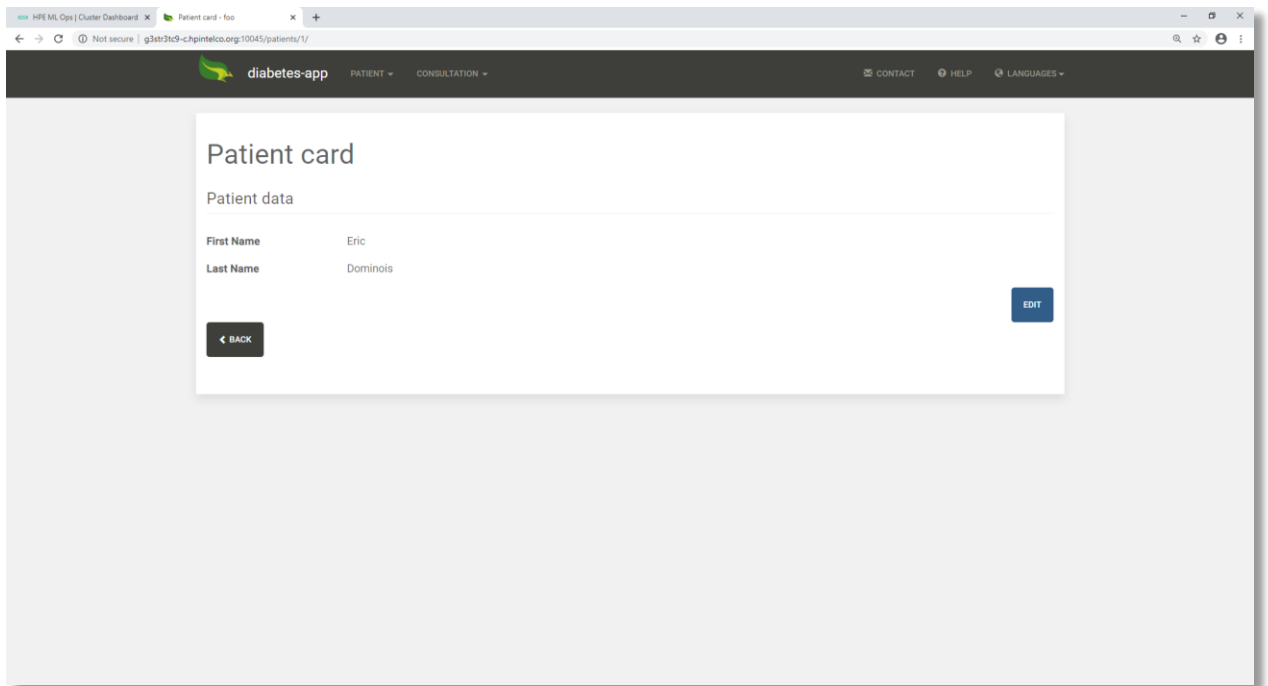 HPE ML Ops | Cluster Dashboard
Patient card - foo
Not secure | g3str3tc9-c.hpintelco.org:10045/patients/1/
diabetes-app PATIENT CONSULTATION CONTACT HELP LANGUAGES
Patient card
Patient data
First Name Eric
Last Name Dominois
EDIT
BACK